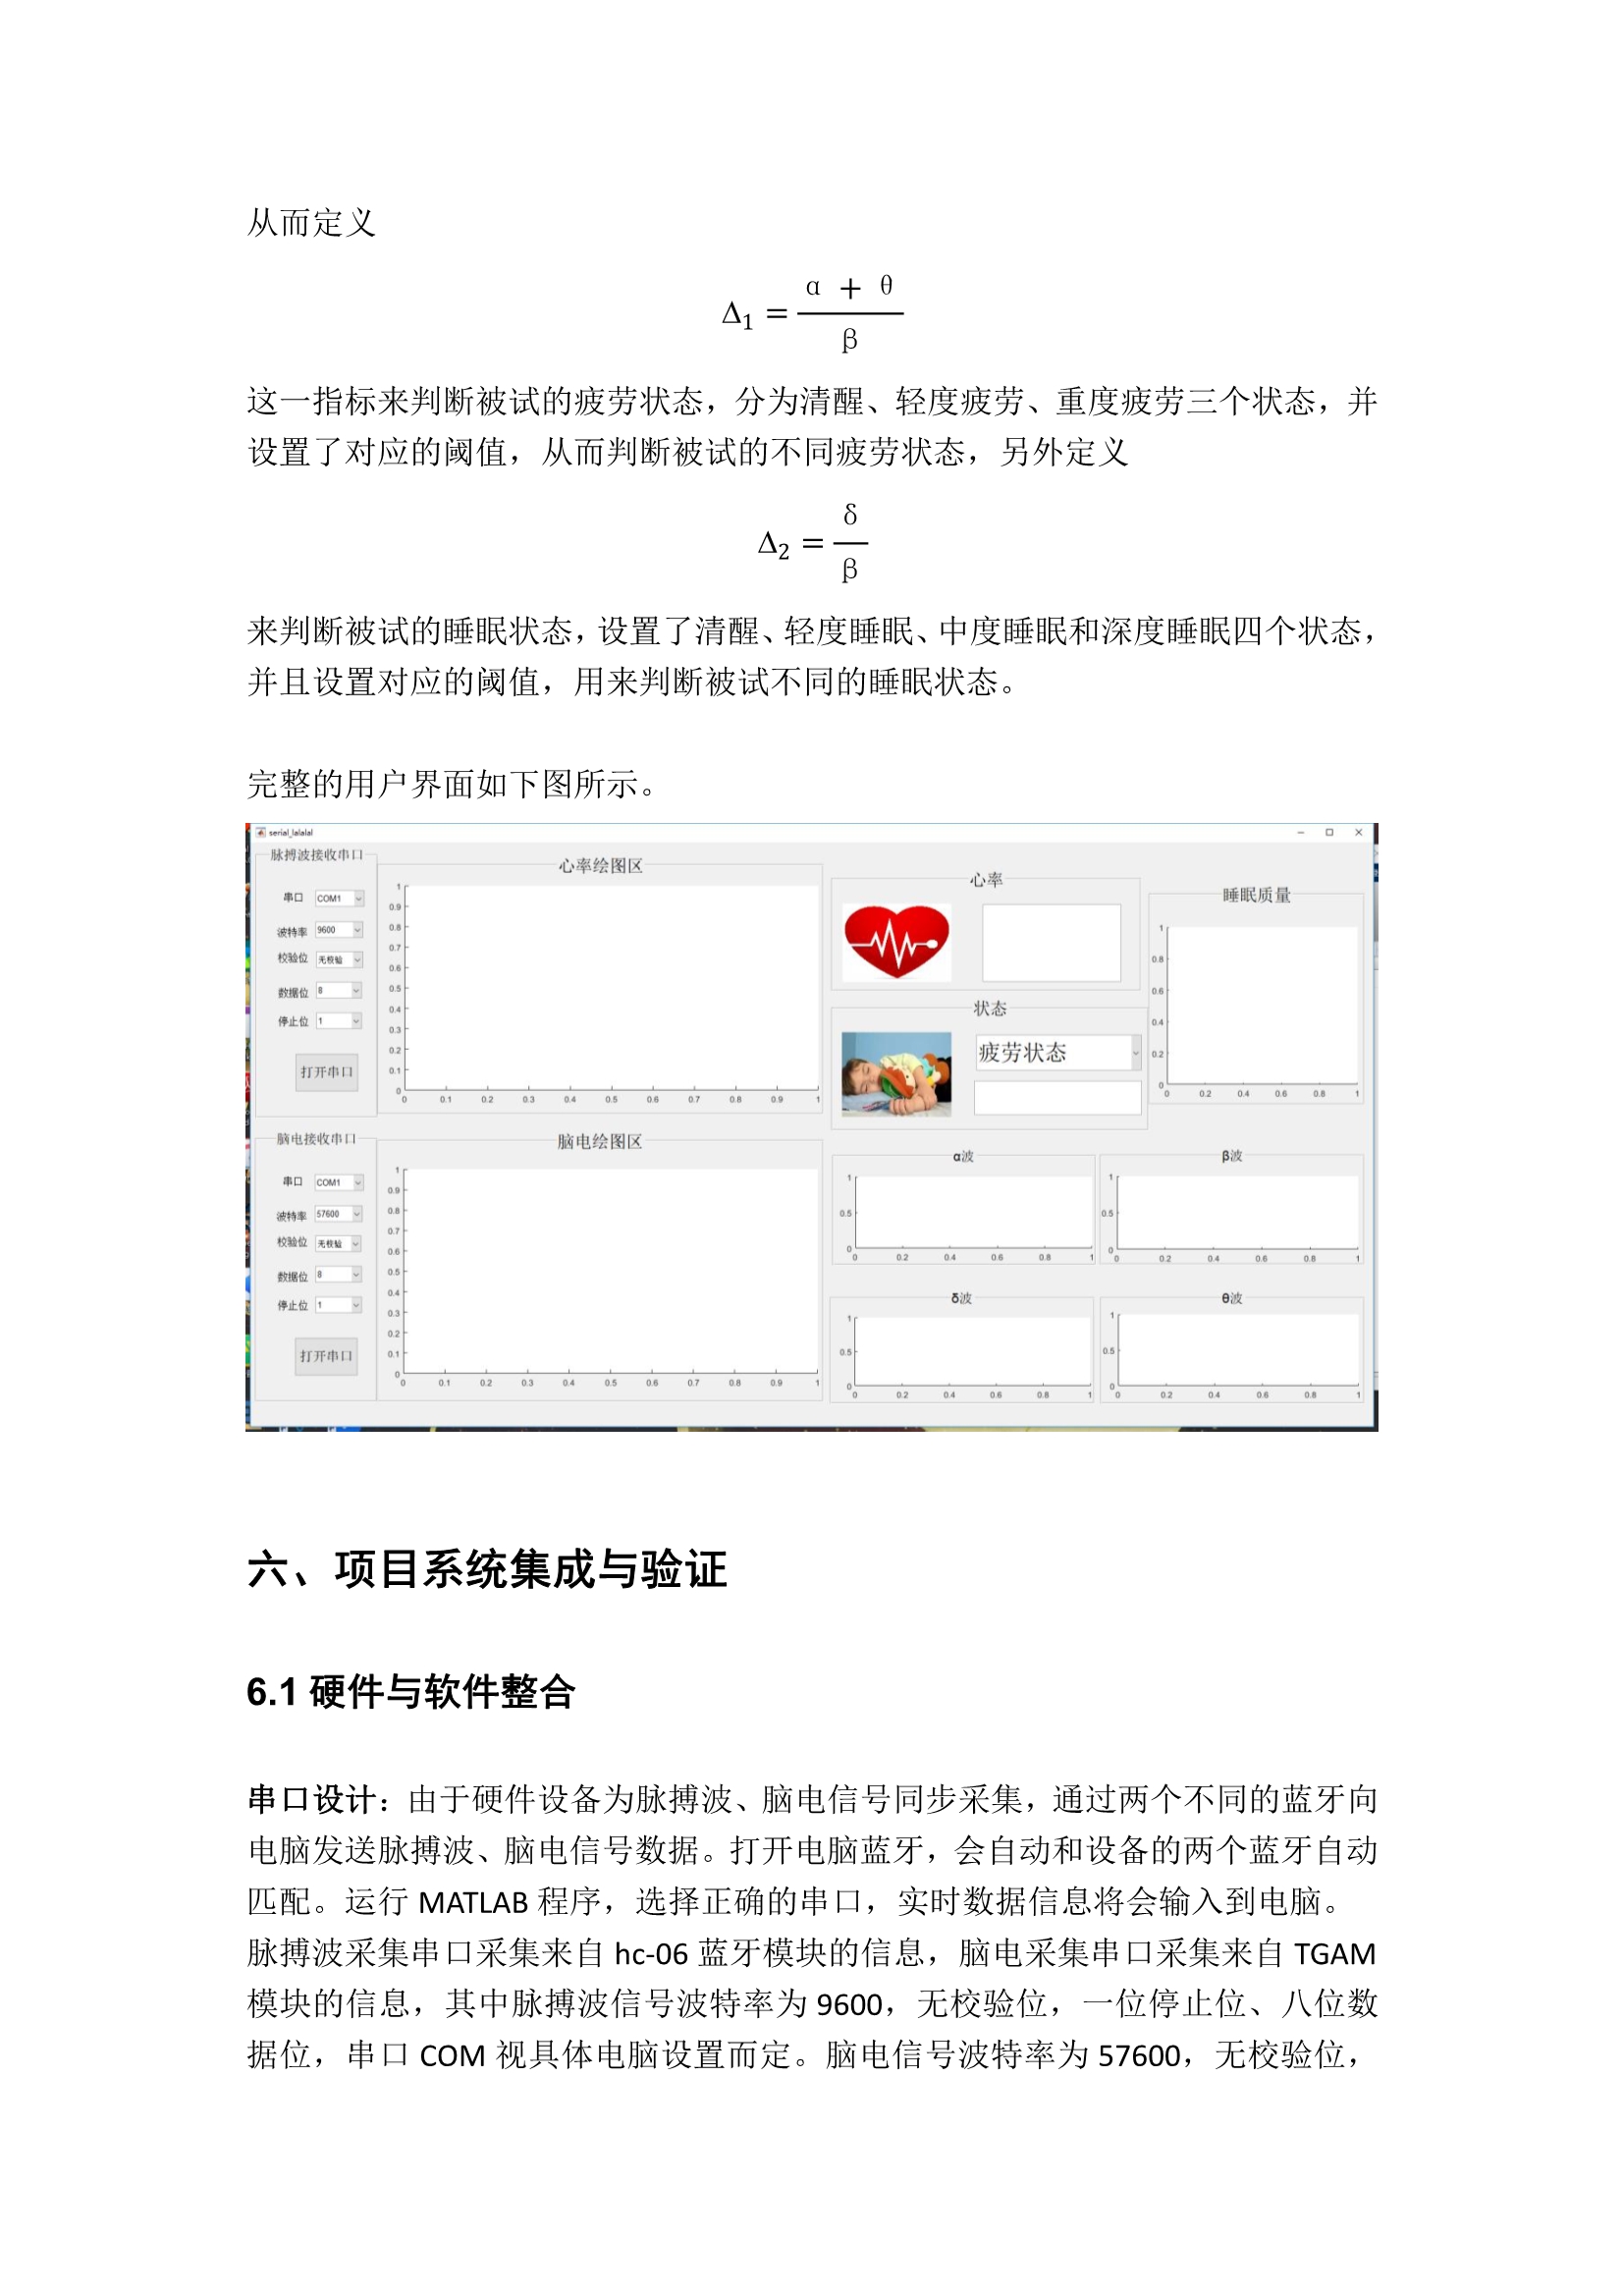 从而定义
Δ₁ = (α + θ) / β
这一指标来判断被试的疲劳状态，分为清醒、轻度疲劳、重度疲劳三个状态，并
设置了对应的阈值，从而判断被试的不同疲劳状态，另外定义
Δ₂ = δ / β
来判断被试的睡眠状态，设置了清醒、轻度睡眠、中度睡眠和深度睡眠四个状态，
并且设置对应的阈值，用来判断被试不同的睡眠状态。
完整的用户界面如下图所示。
serial_lalalal
脉搏波接收串口
串口 COM1
波特率 9600
校验位 无校验
数据位 8
停止位 1
打开串口
心率绘图区
1
0.9
0.8
0.7
0.6
0.5
0.4
0.3
0.2
0.1
0
0 0.1 0.2 0.3 0.4 0.5 0.6 0.7 0.8 0.9 1
心率
状态
疲劳状态
睡眠质量
1
0.8
0.6
0.4
0.2
0
0 0.2 0.4 0.6 0.8 1
脑电接收串口
串口 COM1
波特率 57600
校验位 无校验
数据位 8
停止位 1
打开串口
脑电绘图区
1
0.9
0.8
0.7
0.6
0.5
0.4
0.3
0.2
0.1
0
0 0.1 0.2 0.3 0.4 0.5 0.6 0.7 0.8 0.9 1
α波
1
0.5
0
0 0.2 0.4 0.6 0.8 1
β波
1
0.5
0
0 0.2 0.4 0.6 0.8 1
δ波
1
0.5
0
0 0.2 0.4 0.6 0.8 1
θ波
1
0.5
0
0 0.2 0.4 0.6 0.8 1
六、项目系统集成与验证
6.1 硬件与软件整合
串口设计：由于硬件设备为脉搏波、脑电信号同步采集，通过两个不同的蓝牙向
电脑发送脉搏波、脑电信号数据。打开电脑蓝牙，会自动和设备的两个蓝牙自动
匹配。运行 MATLAB 程序，选择正确的串口，实时数据信息将会输入到电脑。
脉搏波采集串口采集来自 hc-06 蓝牙模块的信息，脑电采集串口采集来自 TGAM
模块的信息，其中脉搏波信号波特率为 9600，无校验位，一位停止位、八位数
据位，串口 COM 视具体电脑设置而定。脑电信号波特率为 57600，无校验位，